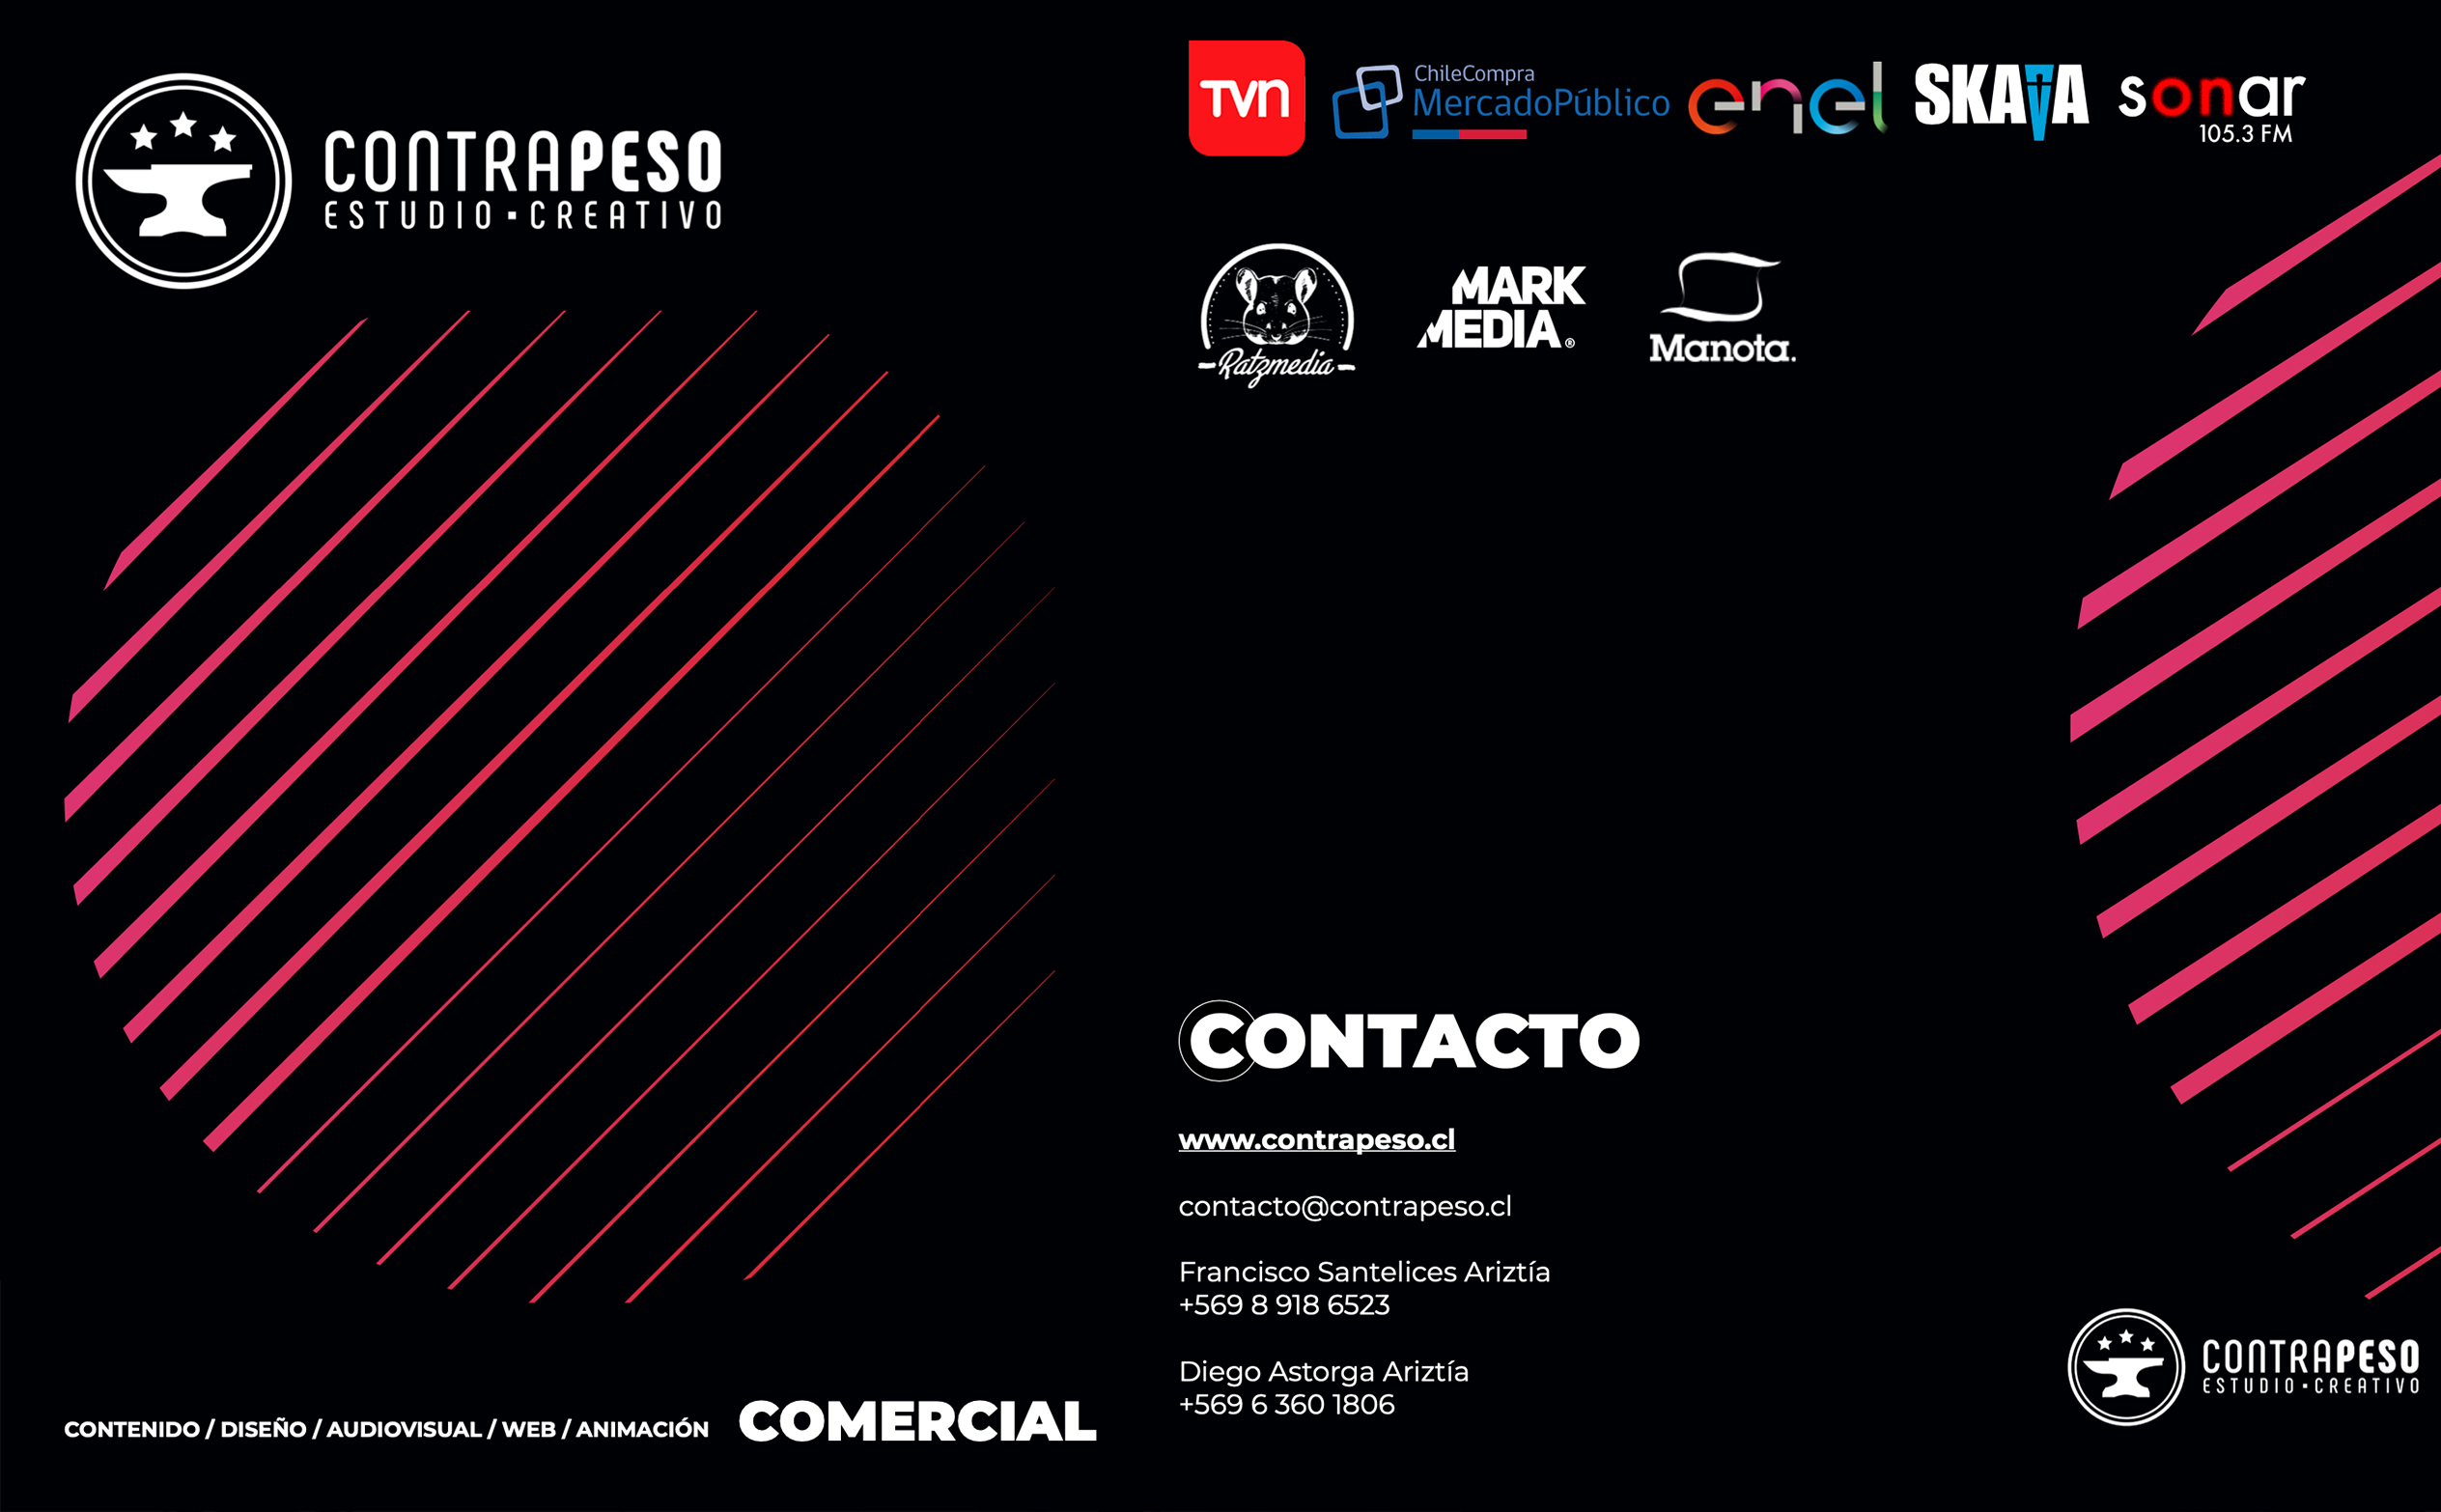 CONTRAPESO
ESTUDIO CREATIVO
CONTENIDO / DISEÑO / AUDIOVISUAL / WEB / ANIMACIÓN COMERCIAL
TVN
ChileCompra
MercadoPúblico
enel
SKAVA
sonar
105.3 FM
Ratzmedia
MARK
MEDIA®
Manota.
CONTACTO
www.contrapeso.cl
contacto@contrapeso.cl
Francisco Santelices Ariztía
+569 8 918 6523
Diego Astorga Ariztía
+569 6 360 1806
CONTRAPESO
ESTUDIO CREATIVO